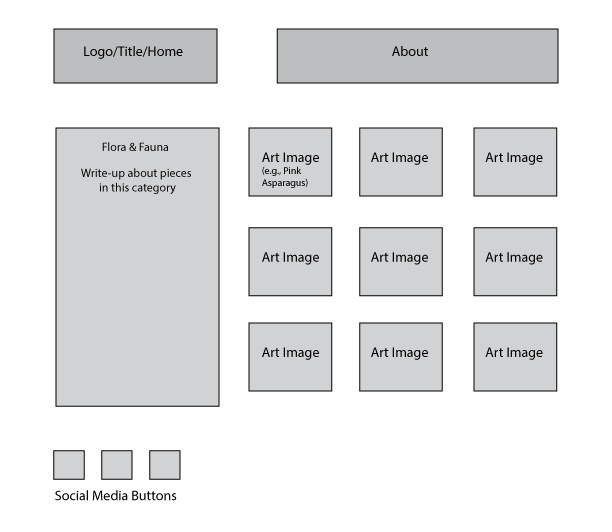 Logo/Title/Home
About
Flora & Fauna
Write-up about pieces
in this category
Art Image
(e.g., Pink
Asparagus)
Art Image
Art Image
Art Image
Art Image
Art Image
Art Image
Art Image
Art Image
Social Media Buttons